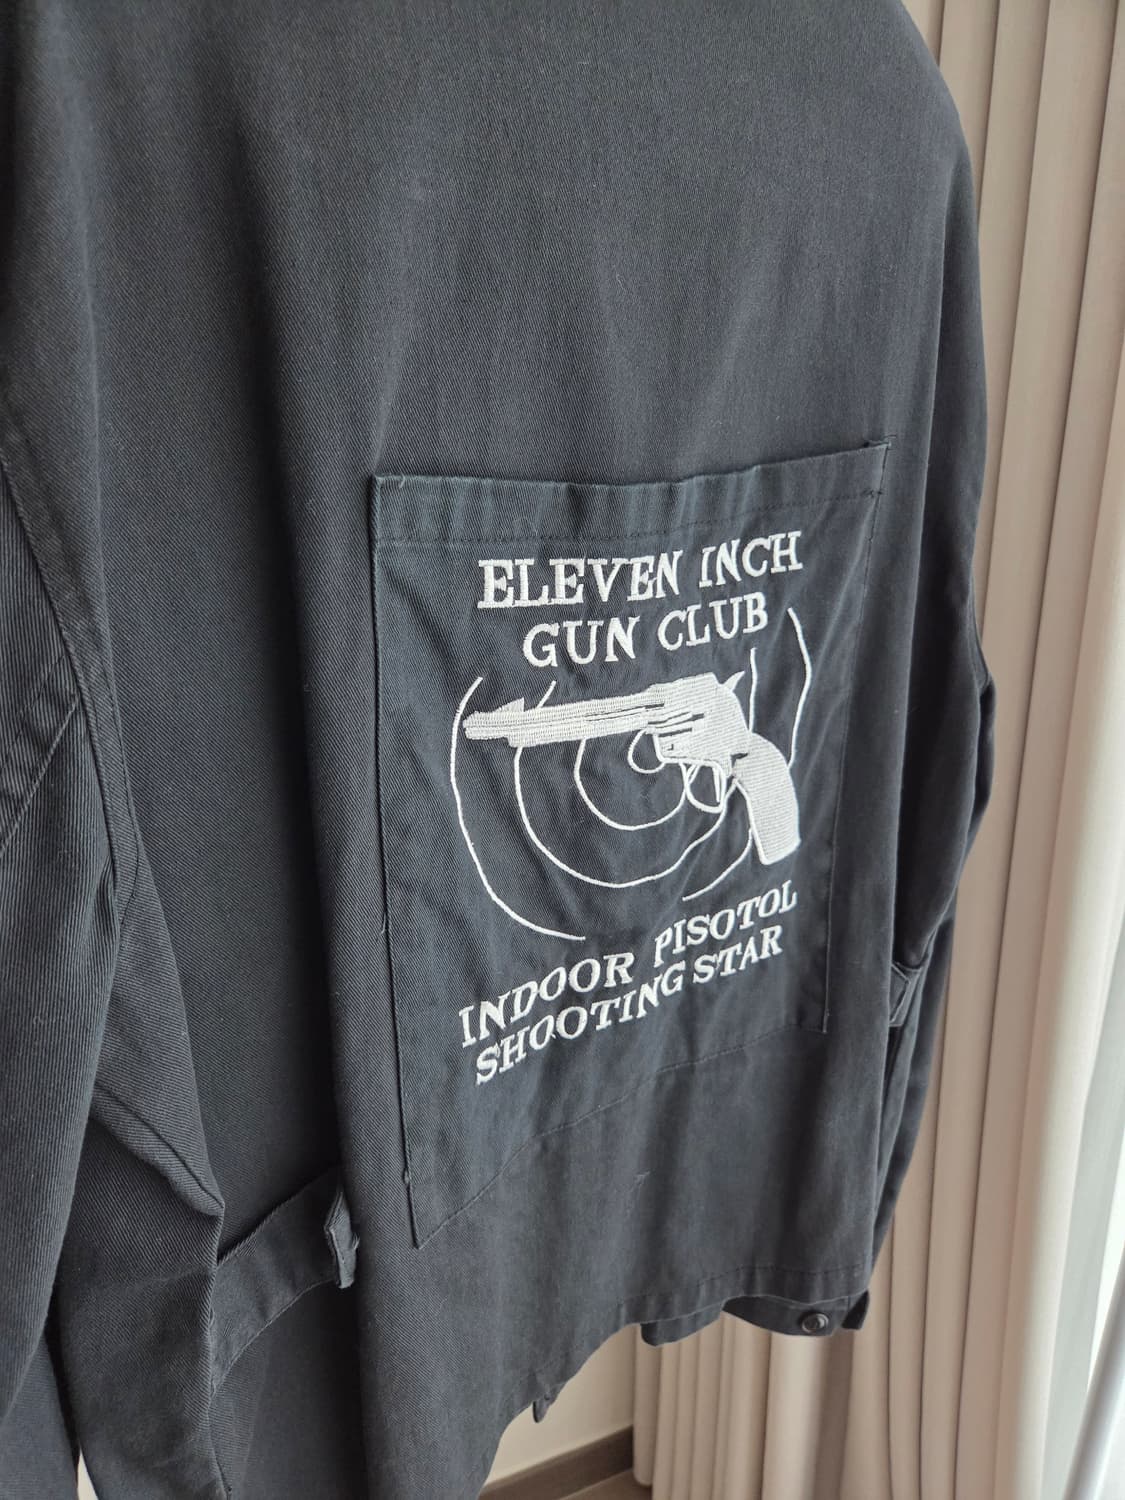 ELEVEN INCH
GUN CLUB
INDOOR PISOTOL
SHOOTING STAR